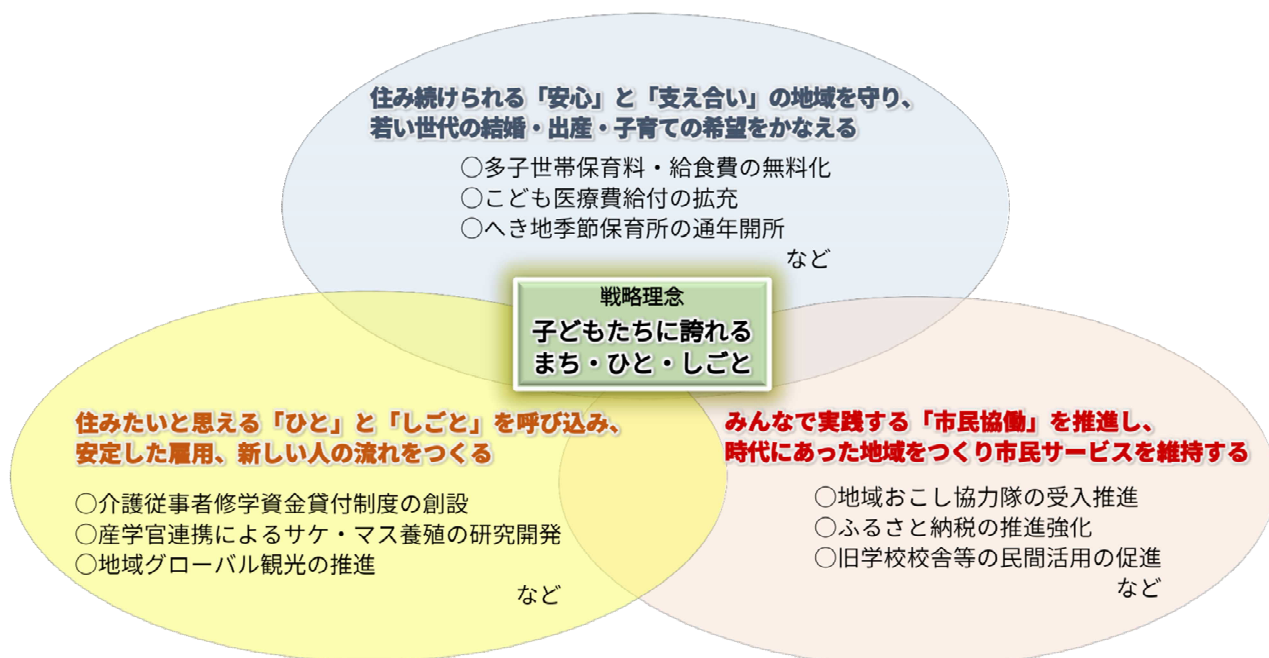 住み続けられる「安心」と「支え合い」の地域を守り、
若い世代の結婚・出産・子育ての希望をかなえる
○多子世帯保育料・給食費の無料化
○こども医療費給付の拡充
○へき地季節保育所の通年開所
など
戦略理念
子どもたちに誇れる
まち・ひと・しごと
住みたいと思える「ひと」と「しごと」を呼び込み、
安定した雇用、新しい人の流れをつくる
○介護従事者修学資金貸付制度の創設
○産学官連携によるサケ・マス養殖の研究開発
○地域グローバル観光の推進
など
みんなで実践する「市民協働」を推進し、
時代にあった地域をつくり市民サービスを維持する
○地域おこし協力隊の受入推進
○ふるさと納税の推進強化
○旧学校校舎等の民間活用の促進
など